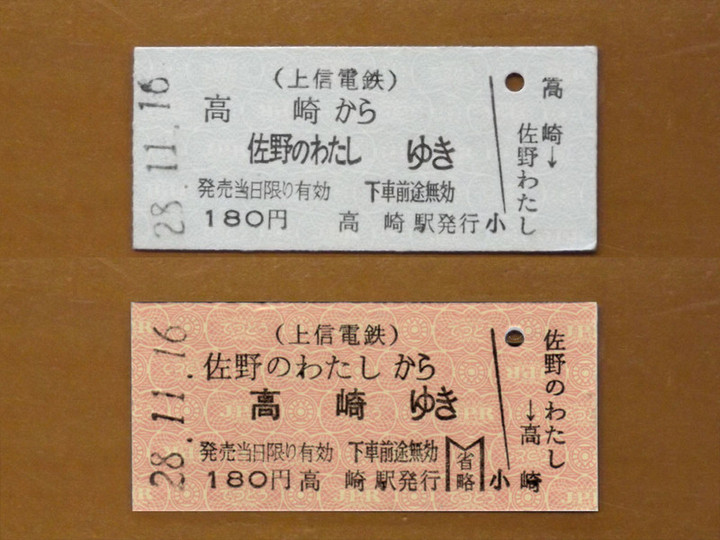 28.11.16
（上信電鉄）
高崎から
佐野のわたし ゆき
発売当日限り有効 下車前途無効
180円 高崎駅発行 小
高崎→佐野わたし
28.11.16
（上信電鉄）
佐野のわたしから
高崎 ゆき
発売当日限り有効 下車前途無効
180円 高崎駅発行 省略 小
佐野のわたし→高崎